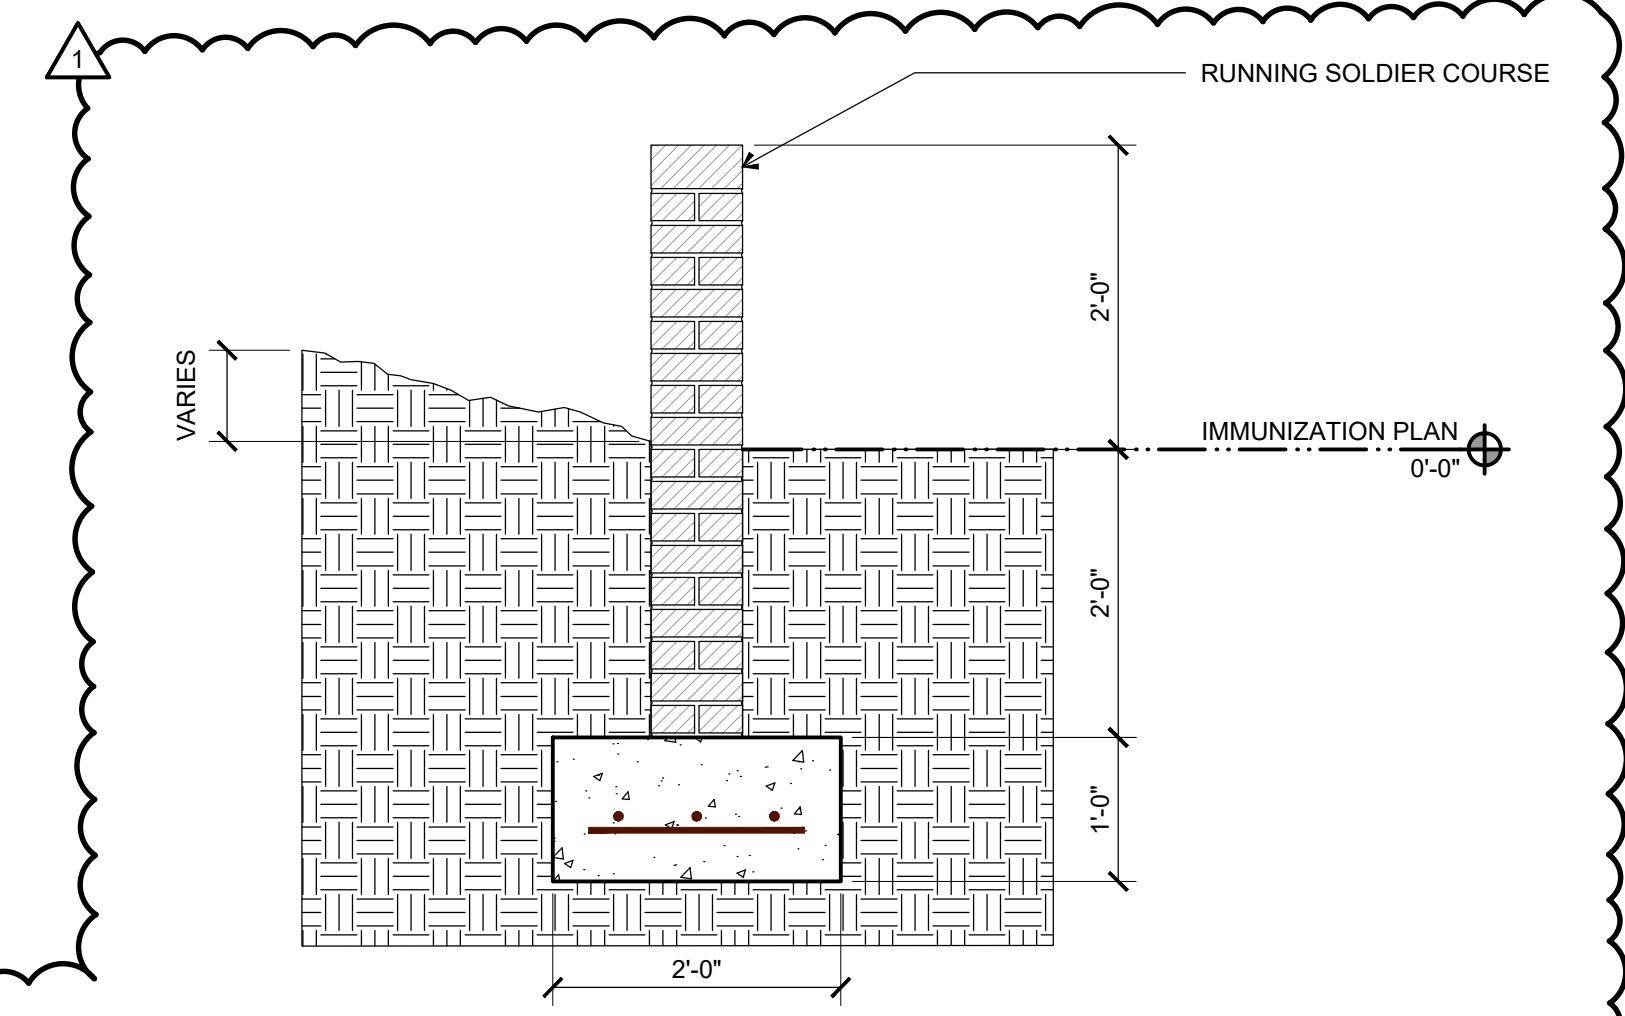 1
RUNNING SOLDIER COURSE
2'-0"
VARIES
IMMUNIZATION PLAN
0'-0"
2'-0"
1'-0"
2'-0"